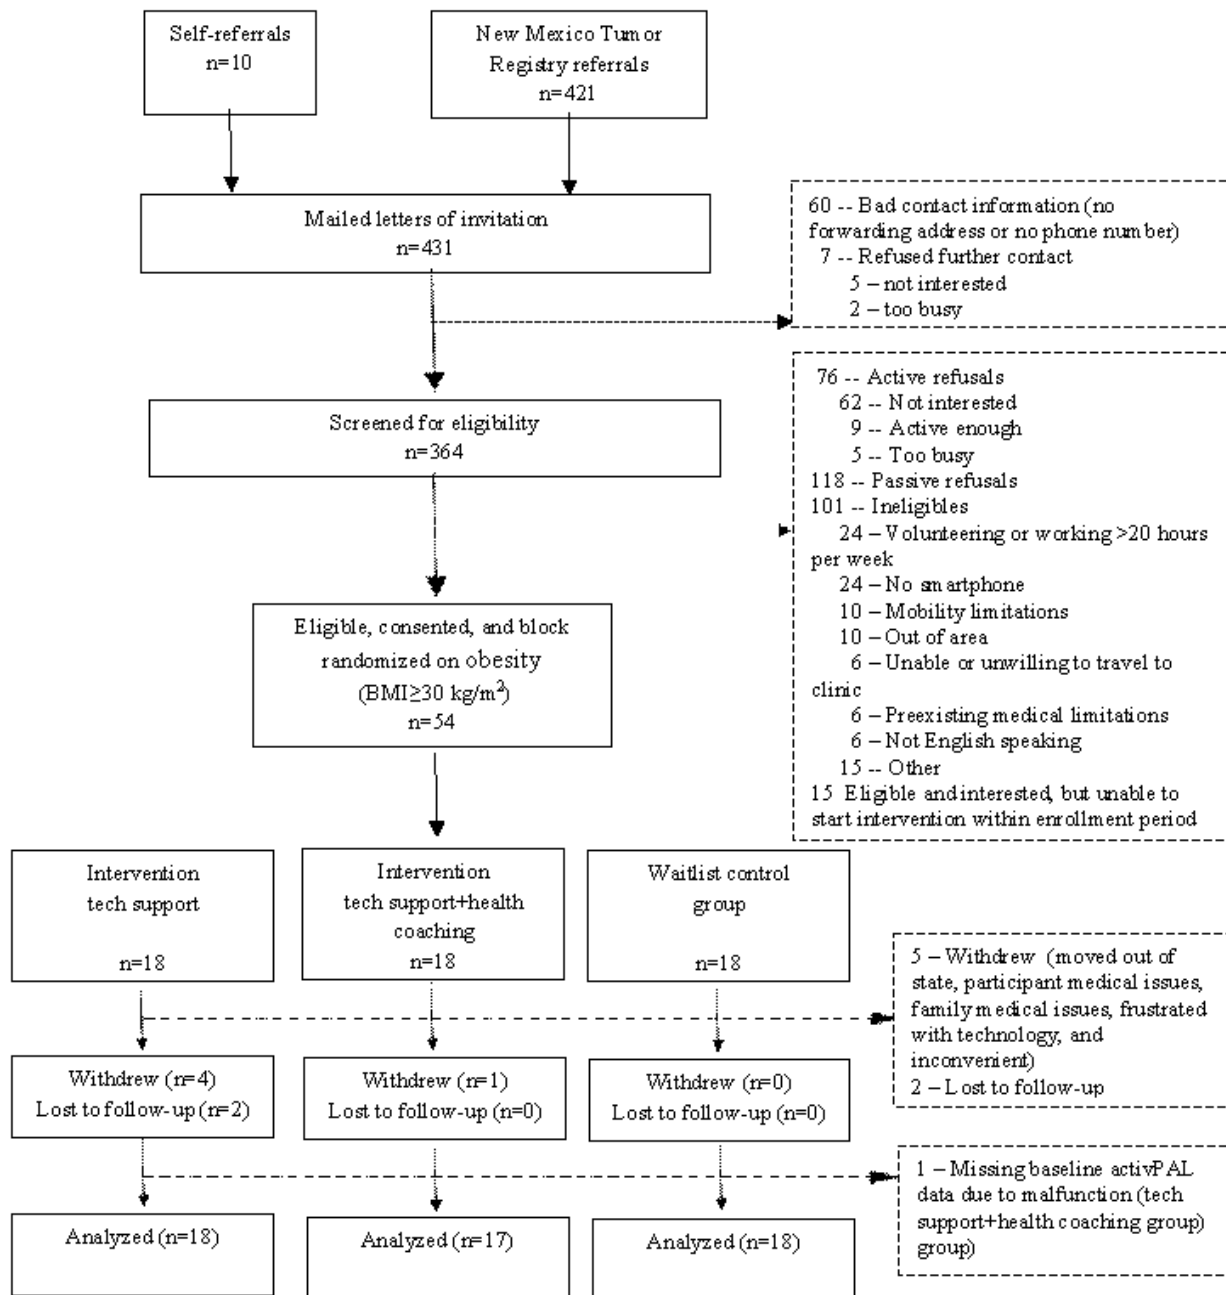 Self-referrals
n=10
New Mexico Tumor
Registry referrals
n=421
Mailed letters of invitation
n=431
60 -- Bad contact information (no
forwarding address or no phone number)
7 -- Refused further contact
5 – not interested
2 – too busy
Screened for eligibility
n=364
76 -- Active refusals
62 -- Not interested
9 -- Active enough
5 -- Too busy
118 -- Passive refusals
101 -- Ineligibles
24 – Volunteering or working >20 hours
per week
24 – No smartphone
10 – Mobility limitations
10 – Out of area
6 – Unable or unwilling to travel to
clinic
6 – Preexisting medical limitations
6 – Not English speaking
15 -- Other
15 Eligible and interested, but unable to
start intervention within enrollment period
Eligible, consented, and block
randomized on obesity
(BMI≥30 kg/m²)
n=54
Intervention
tech support
n=18
Intervention
tech support+health
coaching
n=18
Waitlist control
group
n=18
5 – Withdrew (moved out of
state, participant medical issues,
family medical issues, frustrated
with technology, and
inconvenient)
2 – Lost to follow-up
Withdrew (n=4)
Lost to follow-up (n=2)
Withdrew (n=1)
Lost to follow-up (n=0)
Withdrew (n=0)
Lost to follow-up (n=0)
1 – Missing baseline activPAL
data due to malfunction (tech
support+health coaching group)
group)
Analyzed (n=18)
Analyzed (n=17)
Analyzed (n=18)